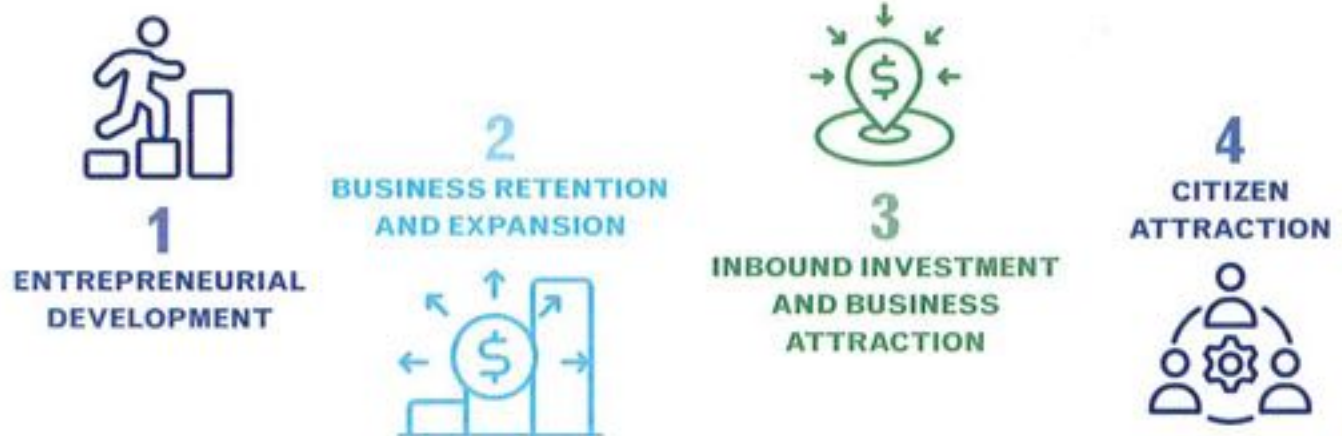 1
ENTREPRENEURIAL
DEVELOPMENT
2
BUSINESS RETENTION
AND EXPANSION
$
$
3
INBOUND INVESTMENT
AND BUSINESS
ATTRACTION
4
CITIZEN
ATTRACTION